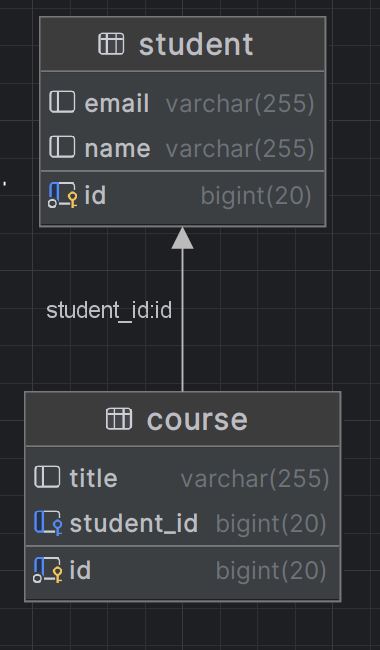 student
email varchar(255)
name varchar(255)
id bigint(20)
student_id:id
course
title varchar(255)
student_id bigint(20)
id bigint(20)